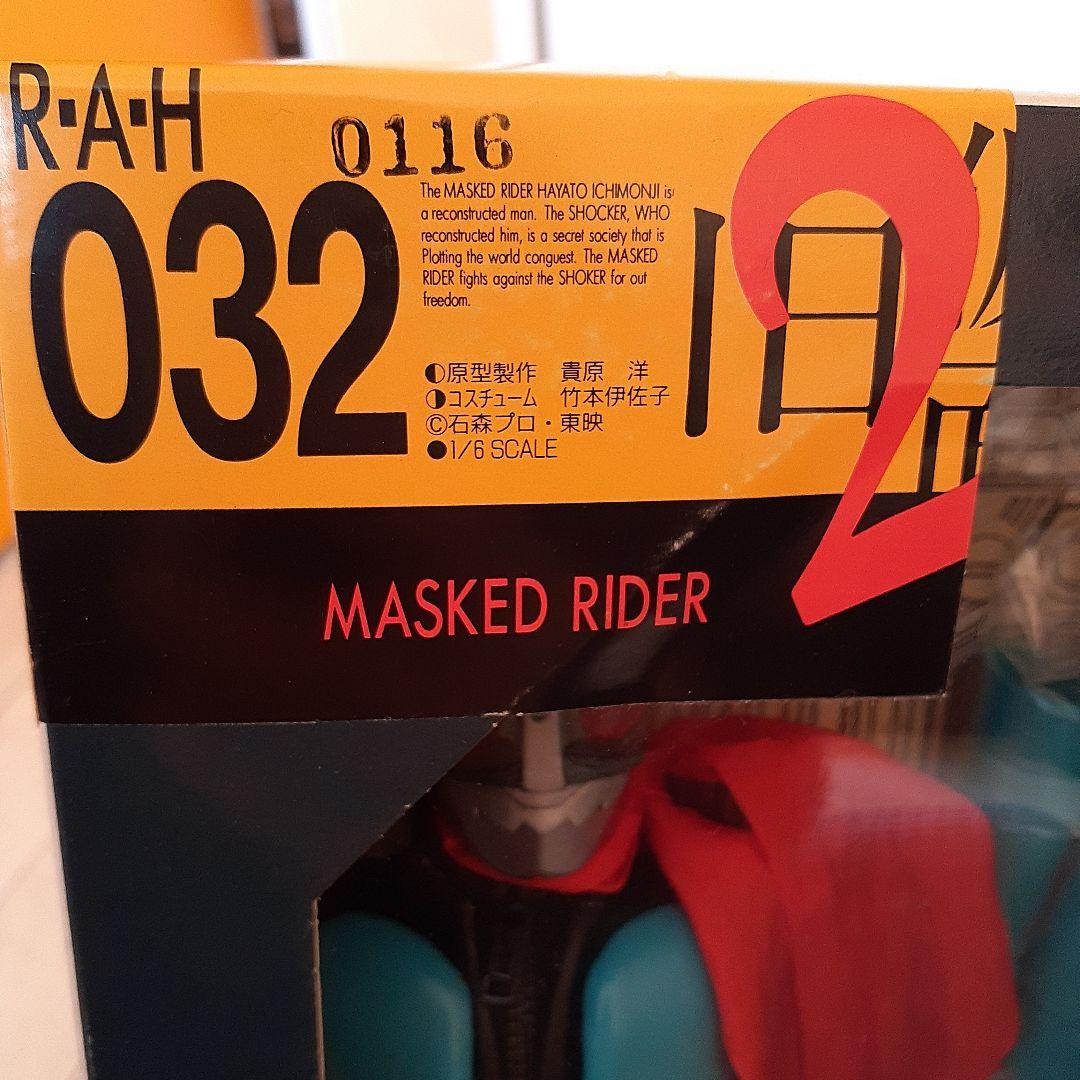 R·A·H
0116
032
The MASKED RIDER HAYATO ICHIMONJI is
a reconstructed man. The SHOCKER, WHO
reconstructed him, is a secret society that is
Plotting the world conguest. The MASKED
RIDER fights against the SHOKER for out
freedom.
◐原型製作 貴原 洋
◑コスチューム 竹本伊佐子
©石森プロ・東映
●1/6 SCALE
旧
2
MASKED RIDER